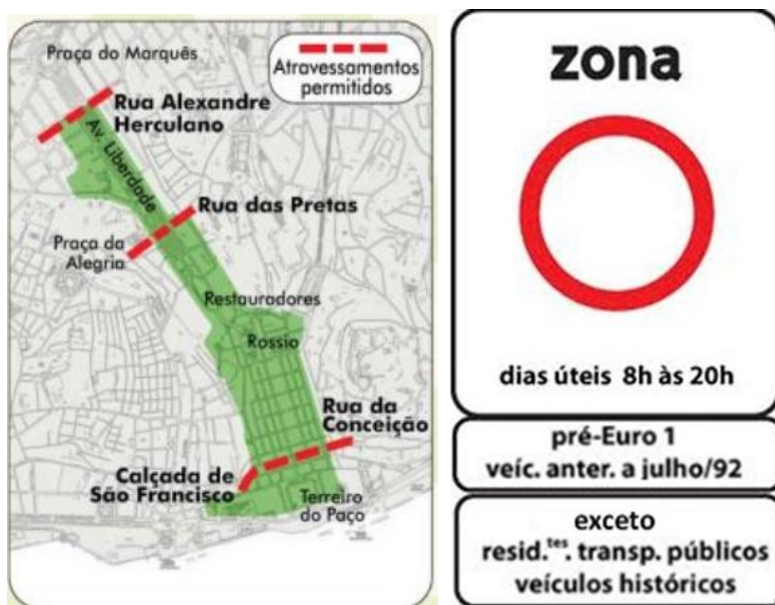 Praça do Marquês
Atravessamentos
permitidos
Rua Alexandre
Herculano
Av. Liberdade
Rua das Pretas
Praça da
Alegria
Restauradores
Rossio
Rua da
Conceição
Calçada de
São Francisco
Terreiro
do Paço
zona
dias úteis 8h às 20h
pré-Euro 1
veíc. anter. a julho/92
exceto
resid.tes. transp. públicos
veículos históricos